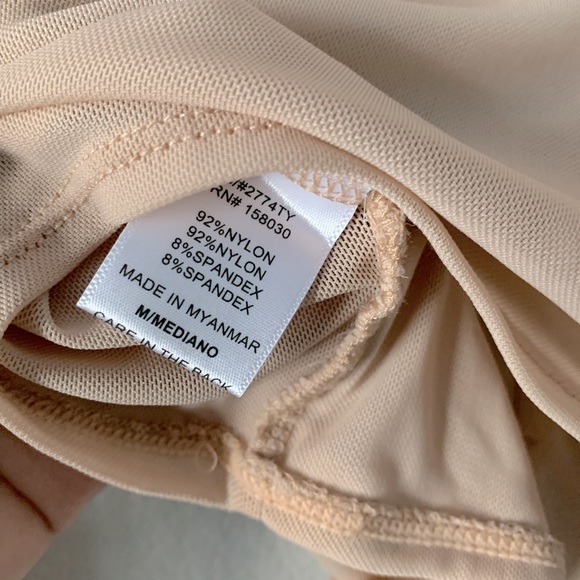 #2774TY
RN# 158030
92%NYLON
92%NYLON
8%SPANDEX
8%SPANDEX
MADE IN MYANMAR
M/MEDIANO
CARE IN THE BACK